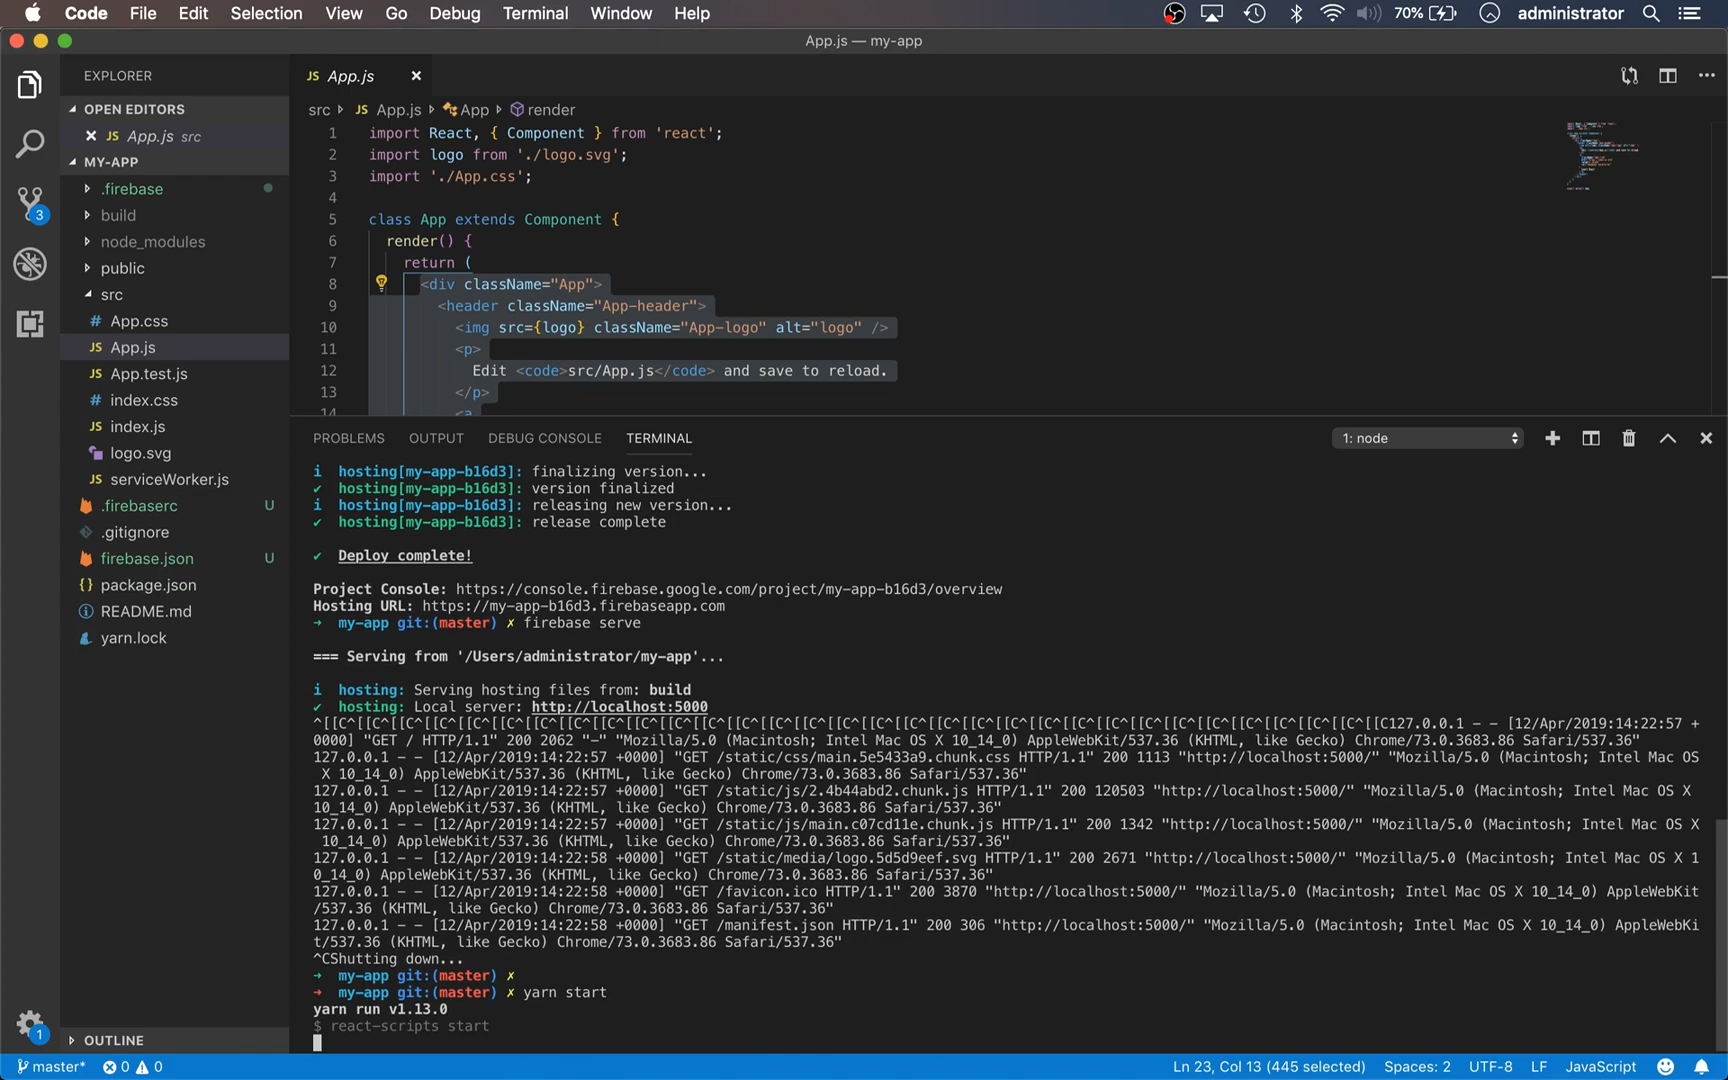 Code File Edit Selection View Go Debug Terminal Window Help 70% administrator
App.js — my-app
EXPLORER
OPEN EDITORS
App.js src
MY-APP
.firebase
build
node_modules
public
src
App.css
App.js
App.test.js
index.css
index.js
logo.svg
serviceWorker.js
.firebaserc U
.gitignore
firebase.json U
package.json
README.md
yarn.lock
OUTLINE
3
1
JS App.js
src JS App.js App render
1 import React, { Component } from 'react';
2 import logo from './logo.svg';
3 import './App.css';
4
5 class App extends Component {
6 render() {
7 return (
8 <div className="App">
9 <header className="App-header">
10 <img src={logo} className="App-logo" alt="logo" />
11 <p>
12 Edit <code>src/App.js</code> and save to reload.
13 </p>
14 <a
PROBLEMS OUTPUT DEBUG CONSOLE TERMINAL 1: node
i hosting[my-app-b16d3]: finalizing version...
✔ hosting[my-app-b16d3]: version finalized
i hosting[my-app-b16d3]: releasing new version...
✔ hosting[my-app-b16d3]: release complete
✔ Deploy complete!
Project Console: https://console.firebase.google.com/project/my-app-b16d3/overview
Hosting URL: https://my-app-b16d3.firebaseapp.com
➜ my-app git:(master) ✗ firebase serve
=== Serving from '/Users/administrator/my-app'...
i hosting: Serving hosting files from: build
✔ hosting: Local server: http://localhost:5000
^[[C^[[C^[[C^[[C^[[C^[[C^[[C^[[C^[[C^[[C^[[C^[[C^[[C^[[C^[[C^[[C^[[C^[[C^[[C^[[C^[[C^[[C^[[C^[[C^[[C^[[C^[[C^[[C^[[C^[[C^[[C^[[C127.0.0.1 - - [12/Apr/2019:14:22:57 +
0000] "GET / HTTP/1.1" 200 2062 "-" "Mozilla/5.0 (Macintosh; Intel Mac OS X 10_14_0) AppleWebKit/537.36 (KHTML, like Gecko) Chrome/73.0.3683.86 Safari/537.36"
127.0.0.1 - - [12/Apr/2019:14:22:57 +0000] "GET /static/css/main.5e5433a9.chunk.css HTTP/1.1" 200 1113 "http://localhost:5000/" "Mozilla/5.0 (Macintosh; Intel Mac OS
X 10_14_0) AppleWebKit/537.36 (KHTML, like Gecko) Chrome/73.0.3683.86 Safari/537.36"
127.0.0.1 - - [12/Apr/2019:14:22:57 +0000] "GET /static/js/2.4b44abd2.chunk.js HTTP/1.1" 200 120503 "http://localhost:5000/" "Mozilla/5.0 (Macintosh; Intel Mac OS X
10_14_0) AppleWebKit/537.36 (KHTML, like Gecko) Chrome/73.0.3683.86 Safari/537.36"
127.0.0.1 - - [12/Apr/2019:14:22:57 +0000] "GET /static/js/main.c07cd11e.chunk.js HTTP/1.1" 200 1342 "http://localhost:5000/" "Mozilla/5.0 (Macintosh; Intel Mac OS X
10_14_0) AppleWebKit/537.36 (KHTML, like Gecko) Chrome/73.0.3683.86 Safari/537.36"
127.0.0.1 - - [12/Apr/2019:14:22:58 +0000] "GET /static/media/logo.5d5d9eef.svg HTTP/1.1" 200 2671 "http://localhost:5000/" "Mozilla/5.0 (Macintosh; Intel Mac OS X 1
0_14_0) AppleWebKit/537.36 (KHTML, like Gecko) Chrome/73.0.3683.86 Safari/537.36"
127.0.0.1 - - [12/Apr/2019:14:22:58 +0000] "GET /favicon.ico HTTP/1.1" 200 3870 "http://localhost:5000/" "Mozilla/5.0 (Macintosh; Intel Mac OS X 10_14_0) AppleWebKit
/537.36 (KHTML, like Gecko) Chrome/73.0.3683.86 Safari/537.36"
127.0.0.1 - - [12/Apr/2019:14:22:58 +0000] "GET /manifest.json HTTP/1.1" 200 306 "http://localhost:5000/" "Mozilla/5.0 (Macintosh; Intel Mac OS X 10_14_0) AppleWebKi
t/537.36 (KHTML, like Gecko) Chrome/73.0.3683.86 Safari/537.36"
^CShutting down...
➜ my-app git:(master) ✗
➜ my-app git:(master) ✗ yarn start
yarn run v1.13.0
$ react-scripts start
master* 0 0 Ln 23, Col 13 (445 selected) Spaces: 2 UTF-8 LF JavaScript